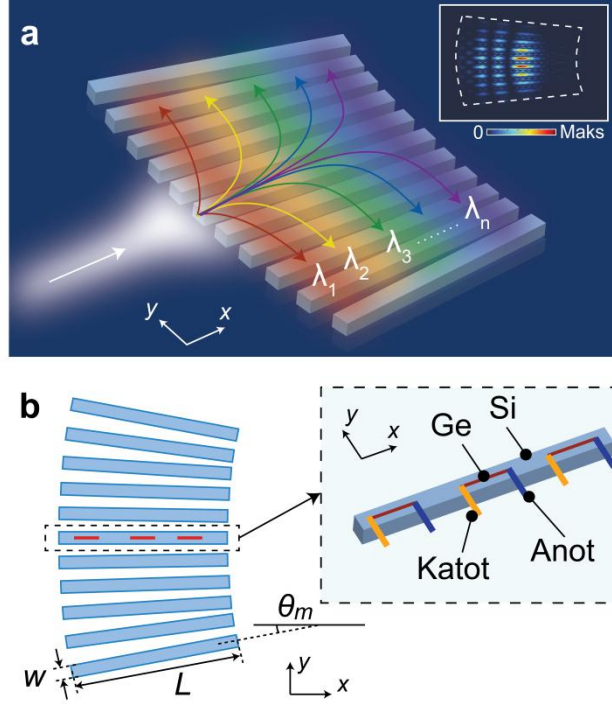 a
0 Maks
λ1
λ2
λ3
........
λn
y
x
b
y
x
Ge
Si
Katot
Anot
θm
w
L
y
x